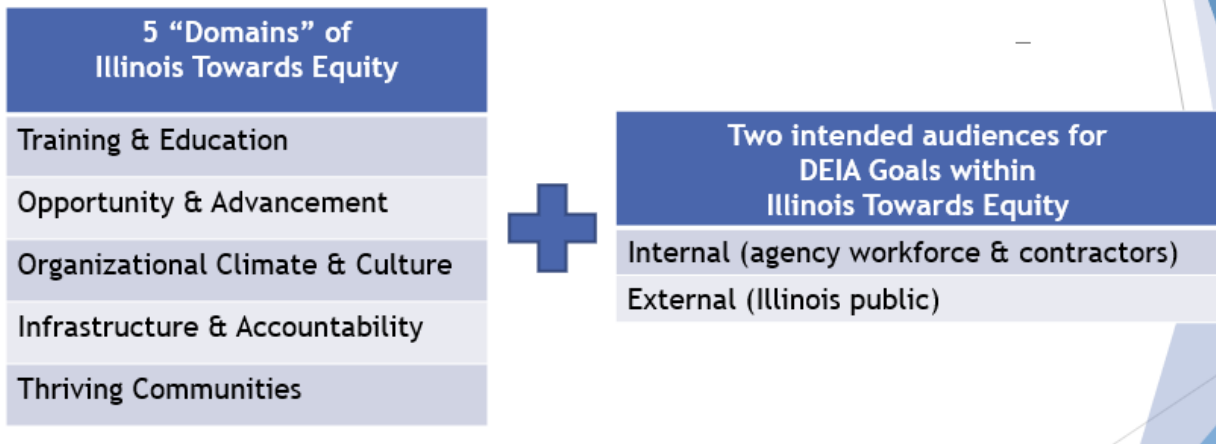 5 “Domains” of
Illinois Towards Equity
Training & Education
Opportunity & Advancement
Organizational Climate & Culture
Infrastructure & Accountability
Thriving Communities
Two intended audiences for
DEIA Goals within
Illinois Towards Equity
Internal (agency workforce & contractors)
External (Illinois public)